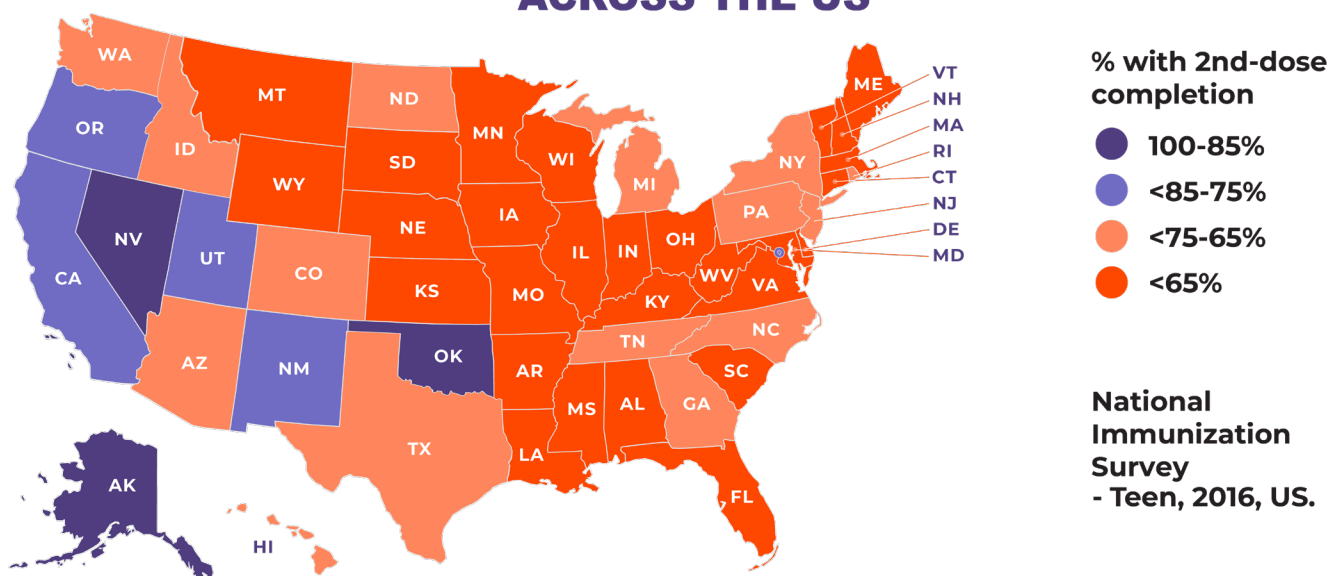 ACROSS THE US
WA
MT
ND
MN
ME
VT
NH
MA
RI
CT
NJ
DE
MD
OR
ID
SD
WI
MI
NY
WY
IA
PA
NV
NE
IL
IN
OH
UT
CO
CA
KS
MO
WV
VA
KY
NC
TN
AZ
NM
OK
AR
SC
MS
AL
GA
TX
LA
FL
AK
HI
% with 2nd-dose
completion
100-85%
<85-75%
<75-65%
<65%
National
Immunization
Survey
- Teen, 2016, US.